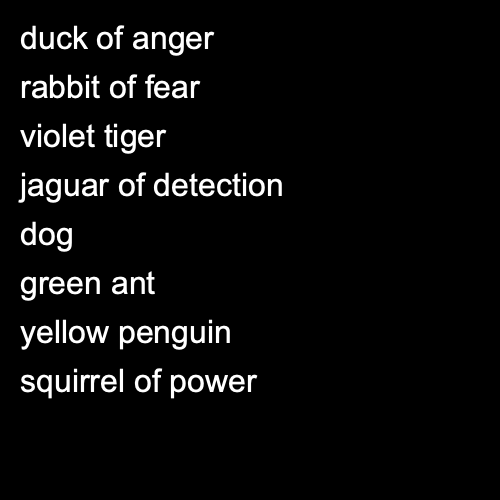 duck of anger
rabbit of fear
violet tiger
jaguar of detection
dog
green ant
yellow penguin
squirrel of power